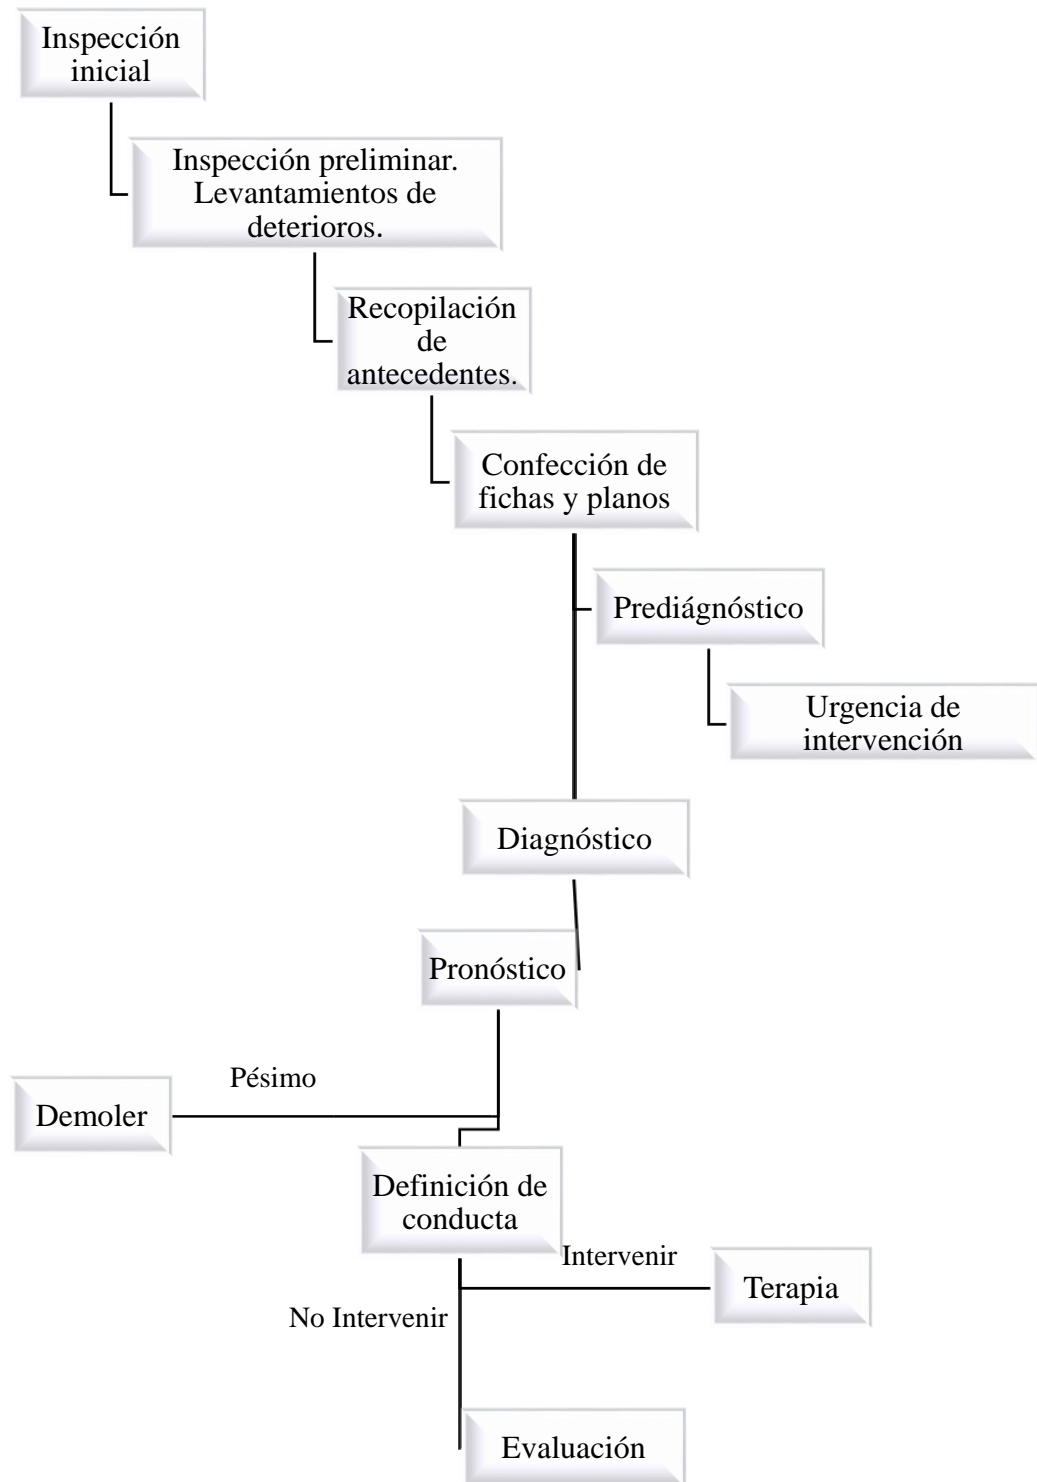 Inspección
inicial
Inspección preliminar.
Levantamientos de
deterioros.
Recopilación
de
antecedentes.
Confección de
fichas y planos
Prediágnóstico
Urgencia de
intervención
Diagnóstico
Pronóstico
Pésimo
Demoler
Definición de
conducta
Intervenir
Terapia
No Intervenir
Evaluación